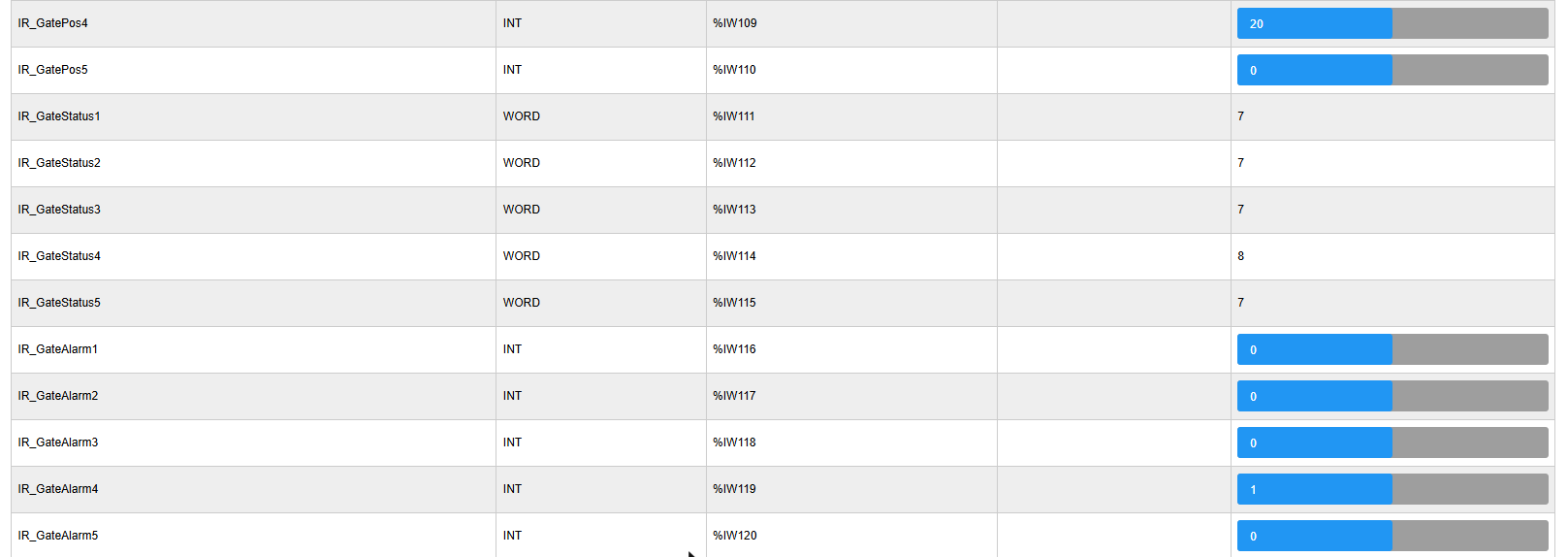 IR_GatePos4 INT %IW109 20
IR_GatePos5 INT %IW110 0
IR_GateStatus1 WORD %IW111 7
IR_GateStatus2 WORD %IW112 7
IR_GateStatus3 WORD %IW113 7
IR_GateStatus4 WORD %IW114 8
IR_GateStatus5 WORD %IW115 7
IR_GateAlarm1 INT %IW116 0
IR_GateAlarm2 INT %IW117 0
IR_GateAlarm3 INT %IW118 0
IR_GateAlarm4 INT %IW119 1
IR_GateAlarm5 INT %IW120 0